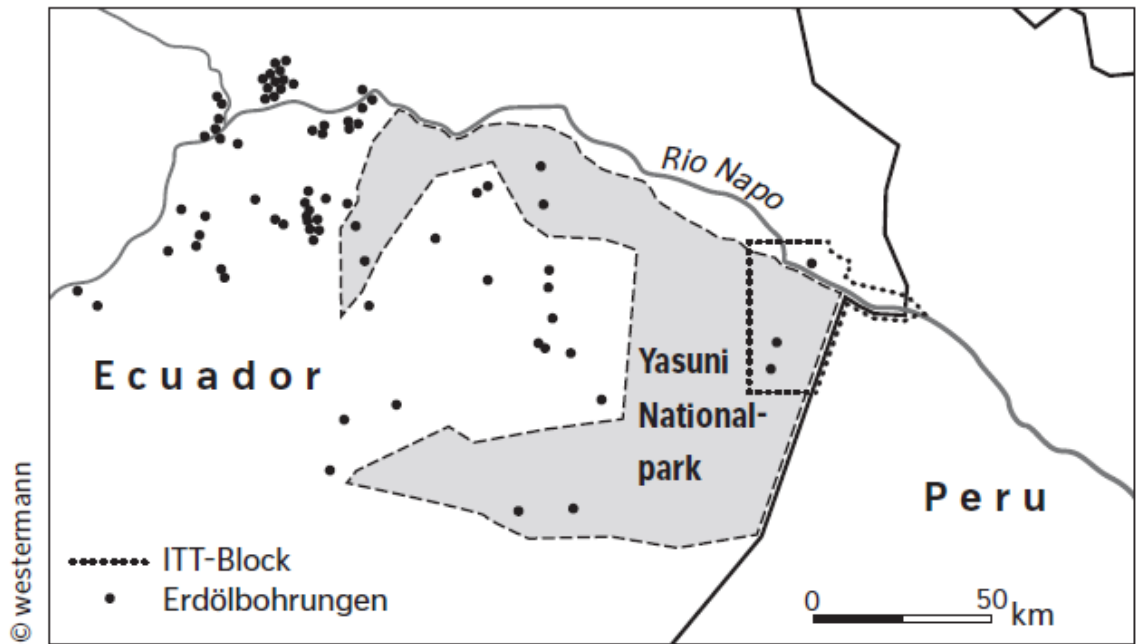 Rio Napo
Ecuador
Yasuni
National-
park
Peru
ITT-Block
Erdölbohrungen
0 50 km
© westermann